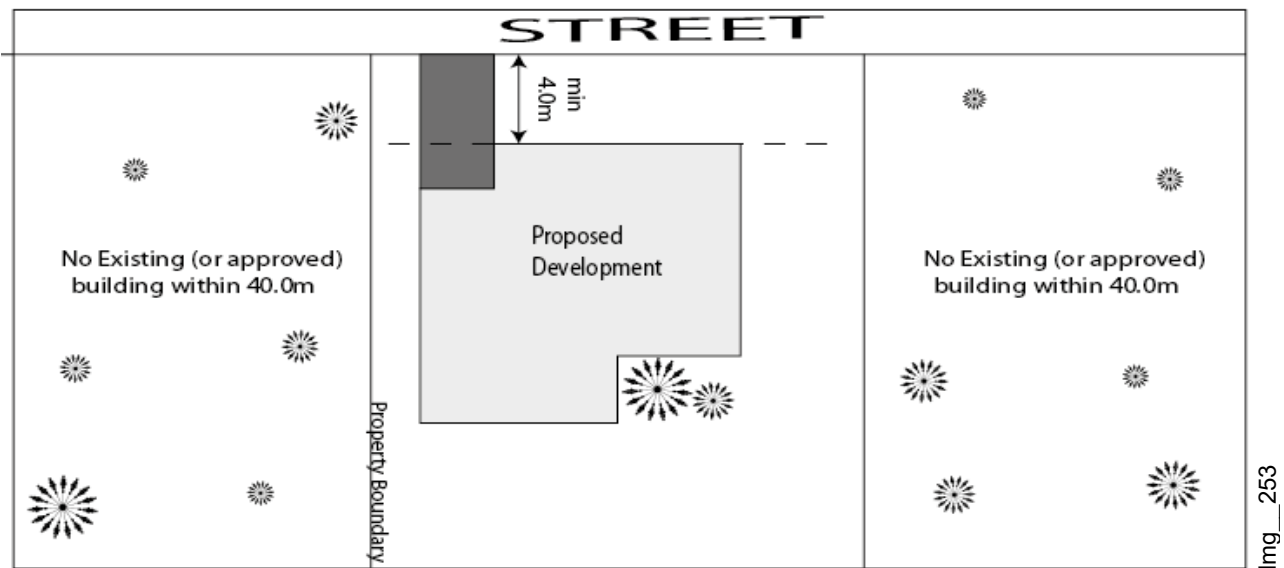 STREET
min
4.0m
No Existing (or approved)
building within 40.0m
Proposed
Development
No Existing (or approved)
building within 40.0m
Property Boundary
Img__253